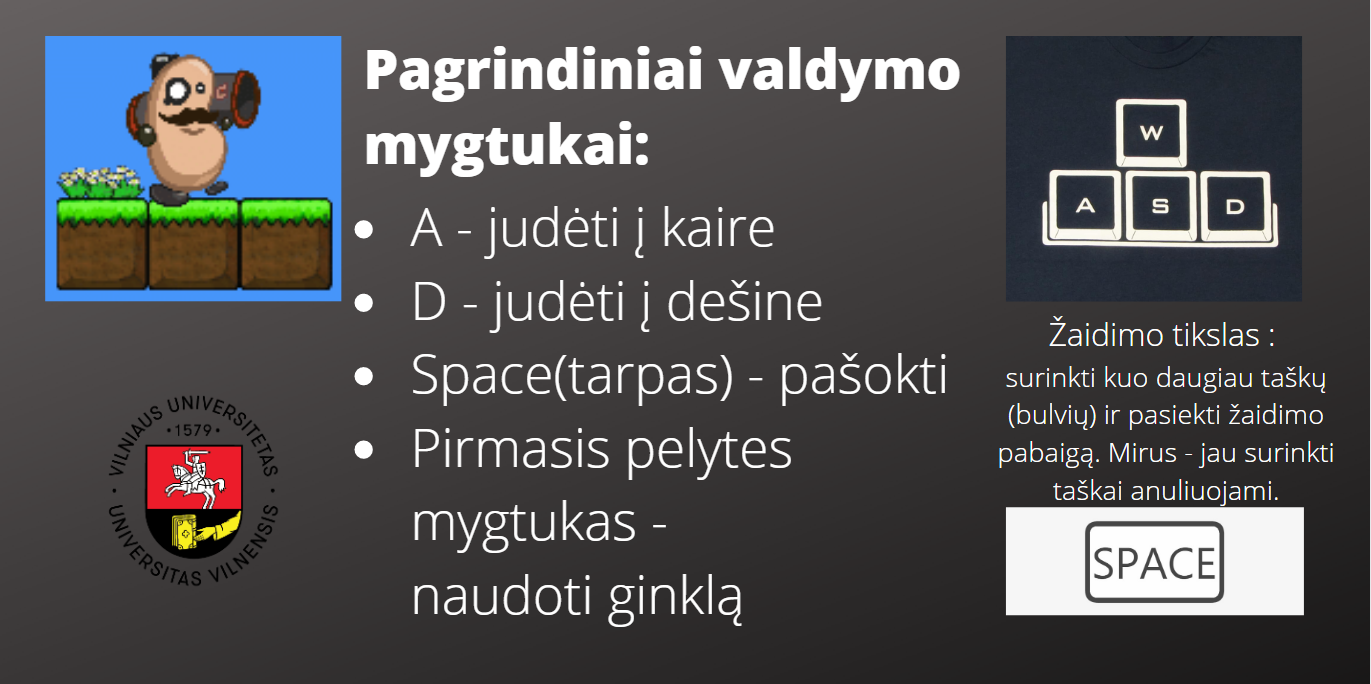 Pagrindiniai valdymo
mygtukai:
• A - judėti į kaire
• D - judėti į dešine
• Space(tarpas) - pašokti
• Pirmasis pelytes
mygtukas -
naudoti ginklą
C
VILNIAUS UNIVERSITETAS
•1579•
UNIVERSITAS VILNENSIS
W
A S D
Žaidimo tikslas :
surinkti kuo daugiau taškų
(bulvių) ir pasiekti žaidimo
pabaigą. Mirus - jau surinkti
taškai anuliuojami.
SPACE